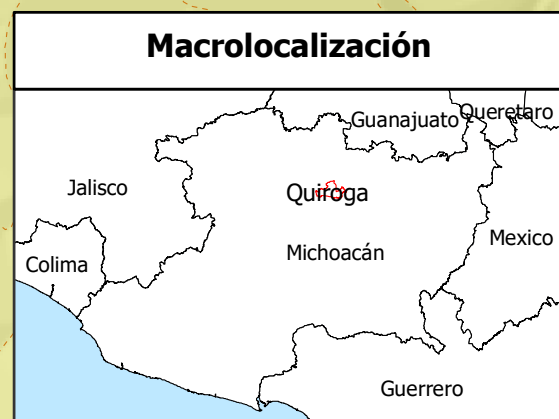 Macrolocalización
Guanajuato
Queretaro
Jalisco
Quiroga
Mexico
Michoacán
Colima
Guerrero